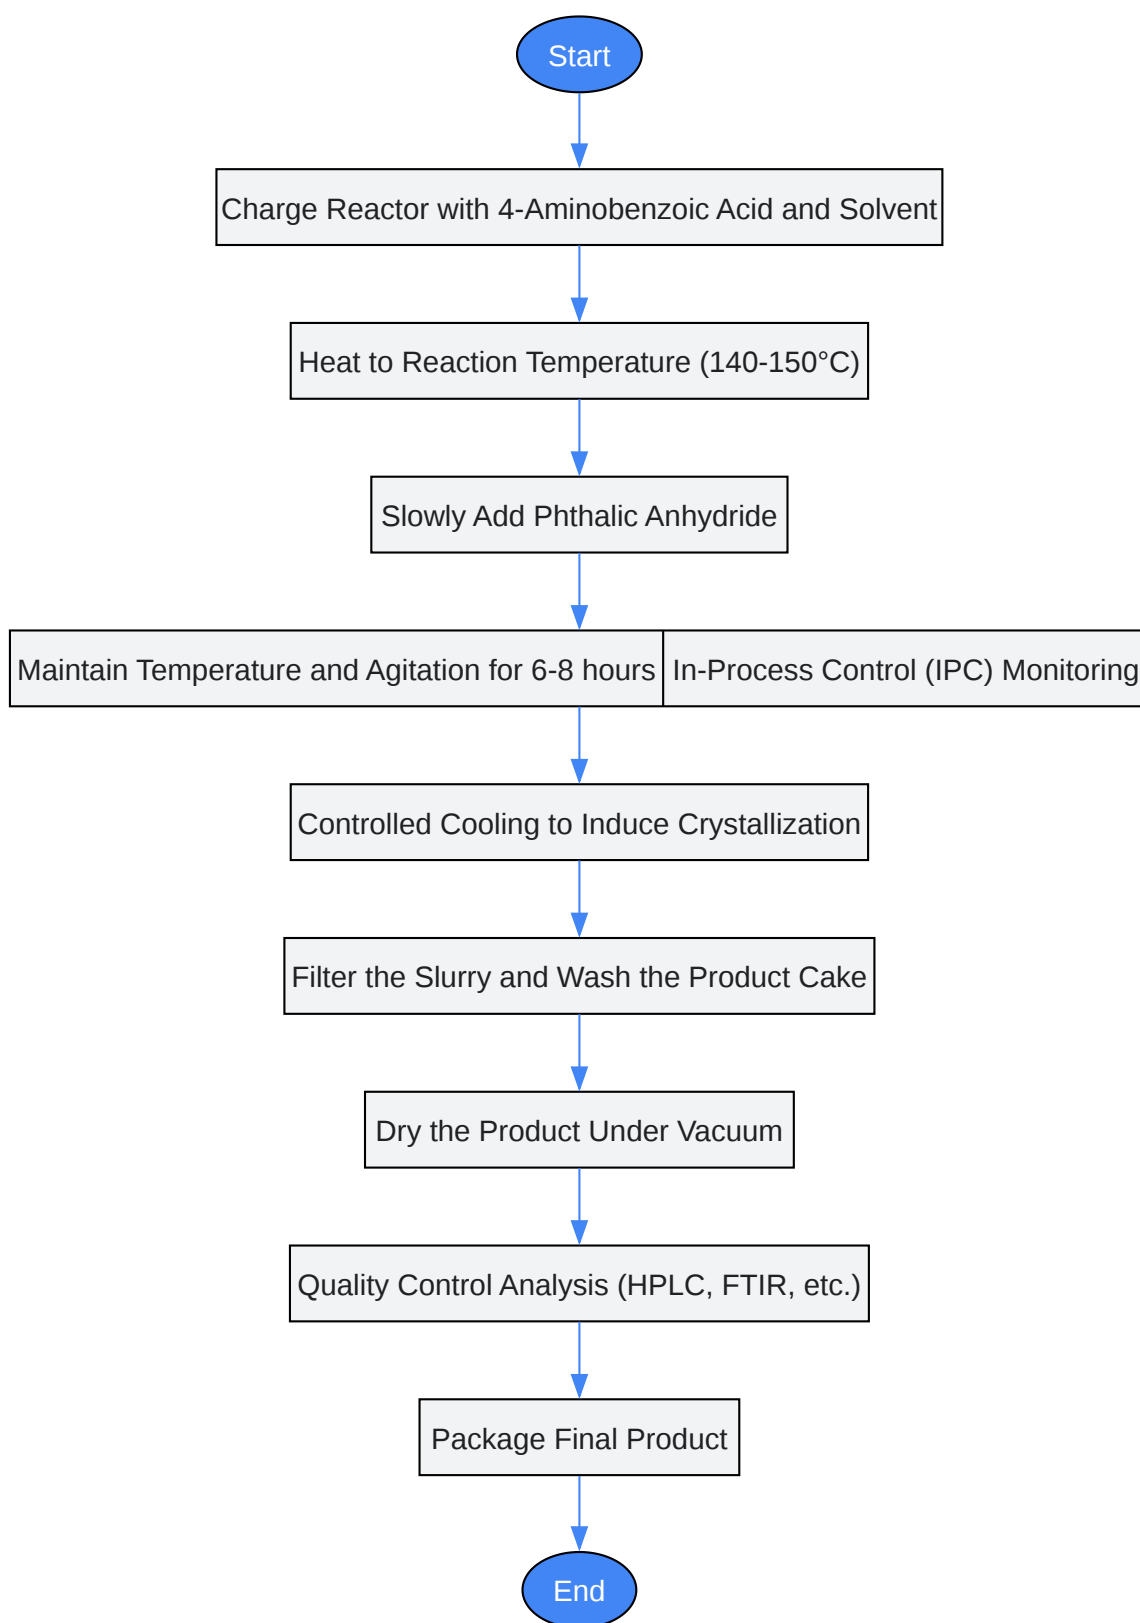 Start
Charge Reactor with 4-Aminobenzoic Acid and Solvent
Heat to Reaction Temperature (140-150°C)
Slowly Add Phthalic Anhydride
Maintain Temperature and Agitation for 6-8 hours
In-Process Control (IPC) Monitoring
Controlled Cooling to Induce Crystallization
Filter the Slurry and Wash the Product Cake
Dry the Product Under Vacuum
Quality Control Analysis (HPLC, FTIR, etc.)
Package Final Product
End